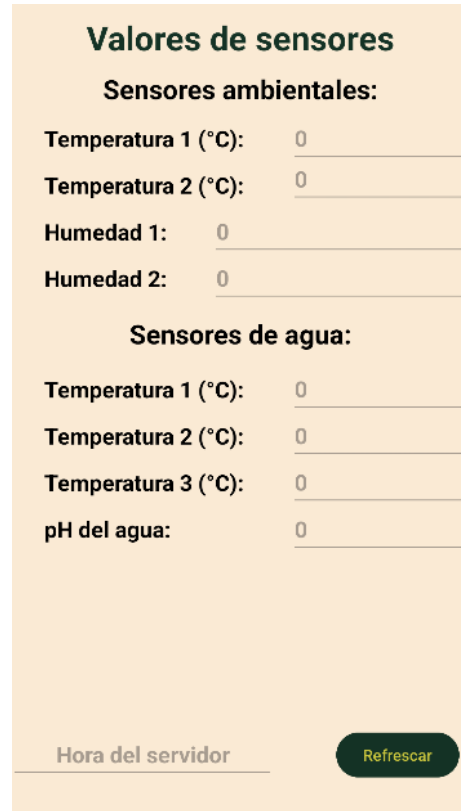 Valores de sensores
Sensores ambientales:
Temperatura 1 (°C): 0
Temperatura 2 (°C): 0
Humedad 1: 0
Humedad 2: 0
Sensores de agua:
Temperatura 1 (°C): 0
Temperatura 2 (°C): 0
Temperatura 3 (°C): 0
pH del agua: 0
Hora del servidor Refrescar